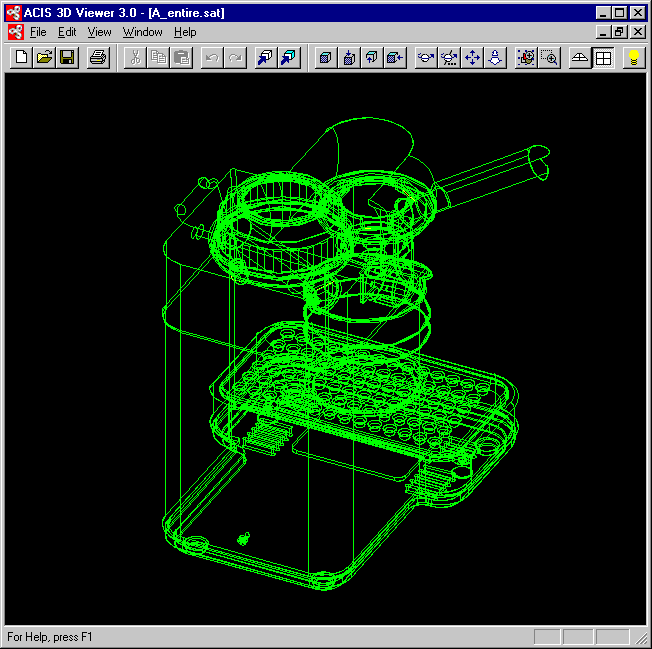 ACIS 3D Viewer 3.0 - [A_entire.sat]
File Edit View Window Help
For Help, press F1